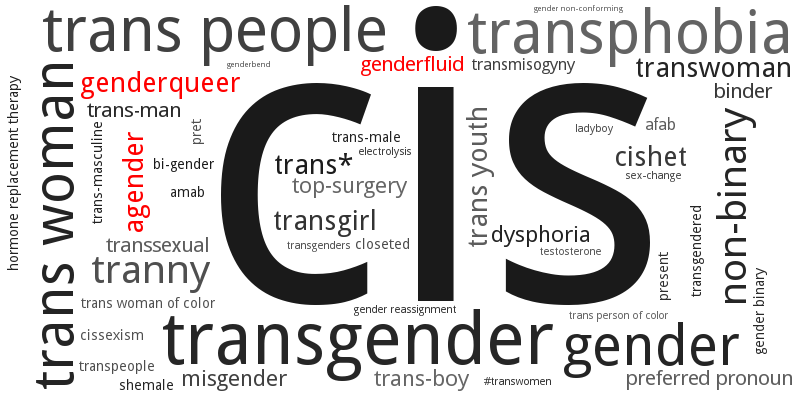 gender non-conforming
trans people
transphobia
genderbend
genderfluid
transmisogyny
transwoman
genderqueer
binder
hormone replacement therapy
trans woman
trans-man
trans-masculine
agender
pret
bi-gender
amab
cis
trans-male
electrolysis
trans*
top-surgery
transgirl
transgenders
closeted
trans youth
ladyboy
afab
cishet
sex-change
non-binary
dysphoria
testosterone
present
transgendered
gender binary
transsexual
tranny
trans woman of color
gender reassignment
trans person of color
cissexism
transgender
gender
transpeople
shemale
misgender
trans-boy
#transwomen
preferred pronoun